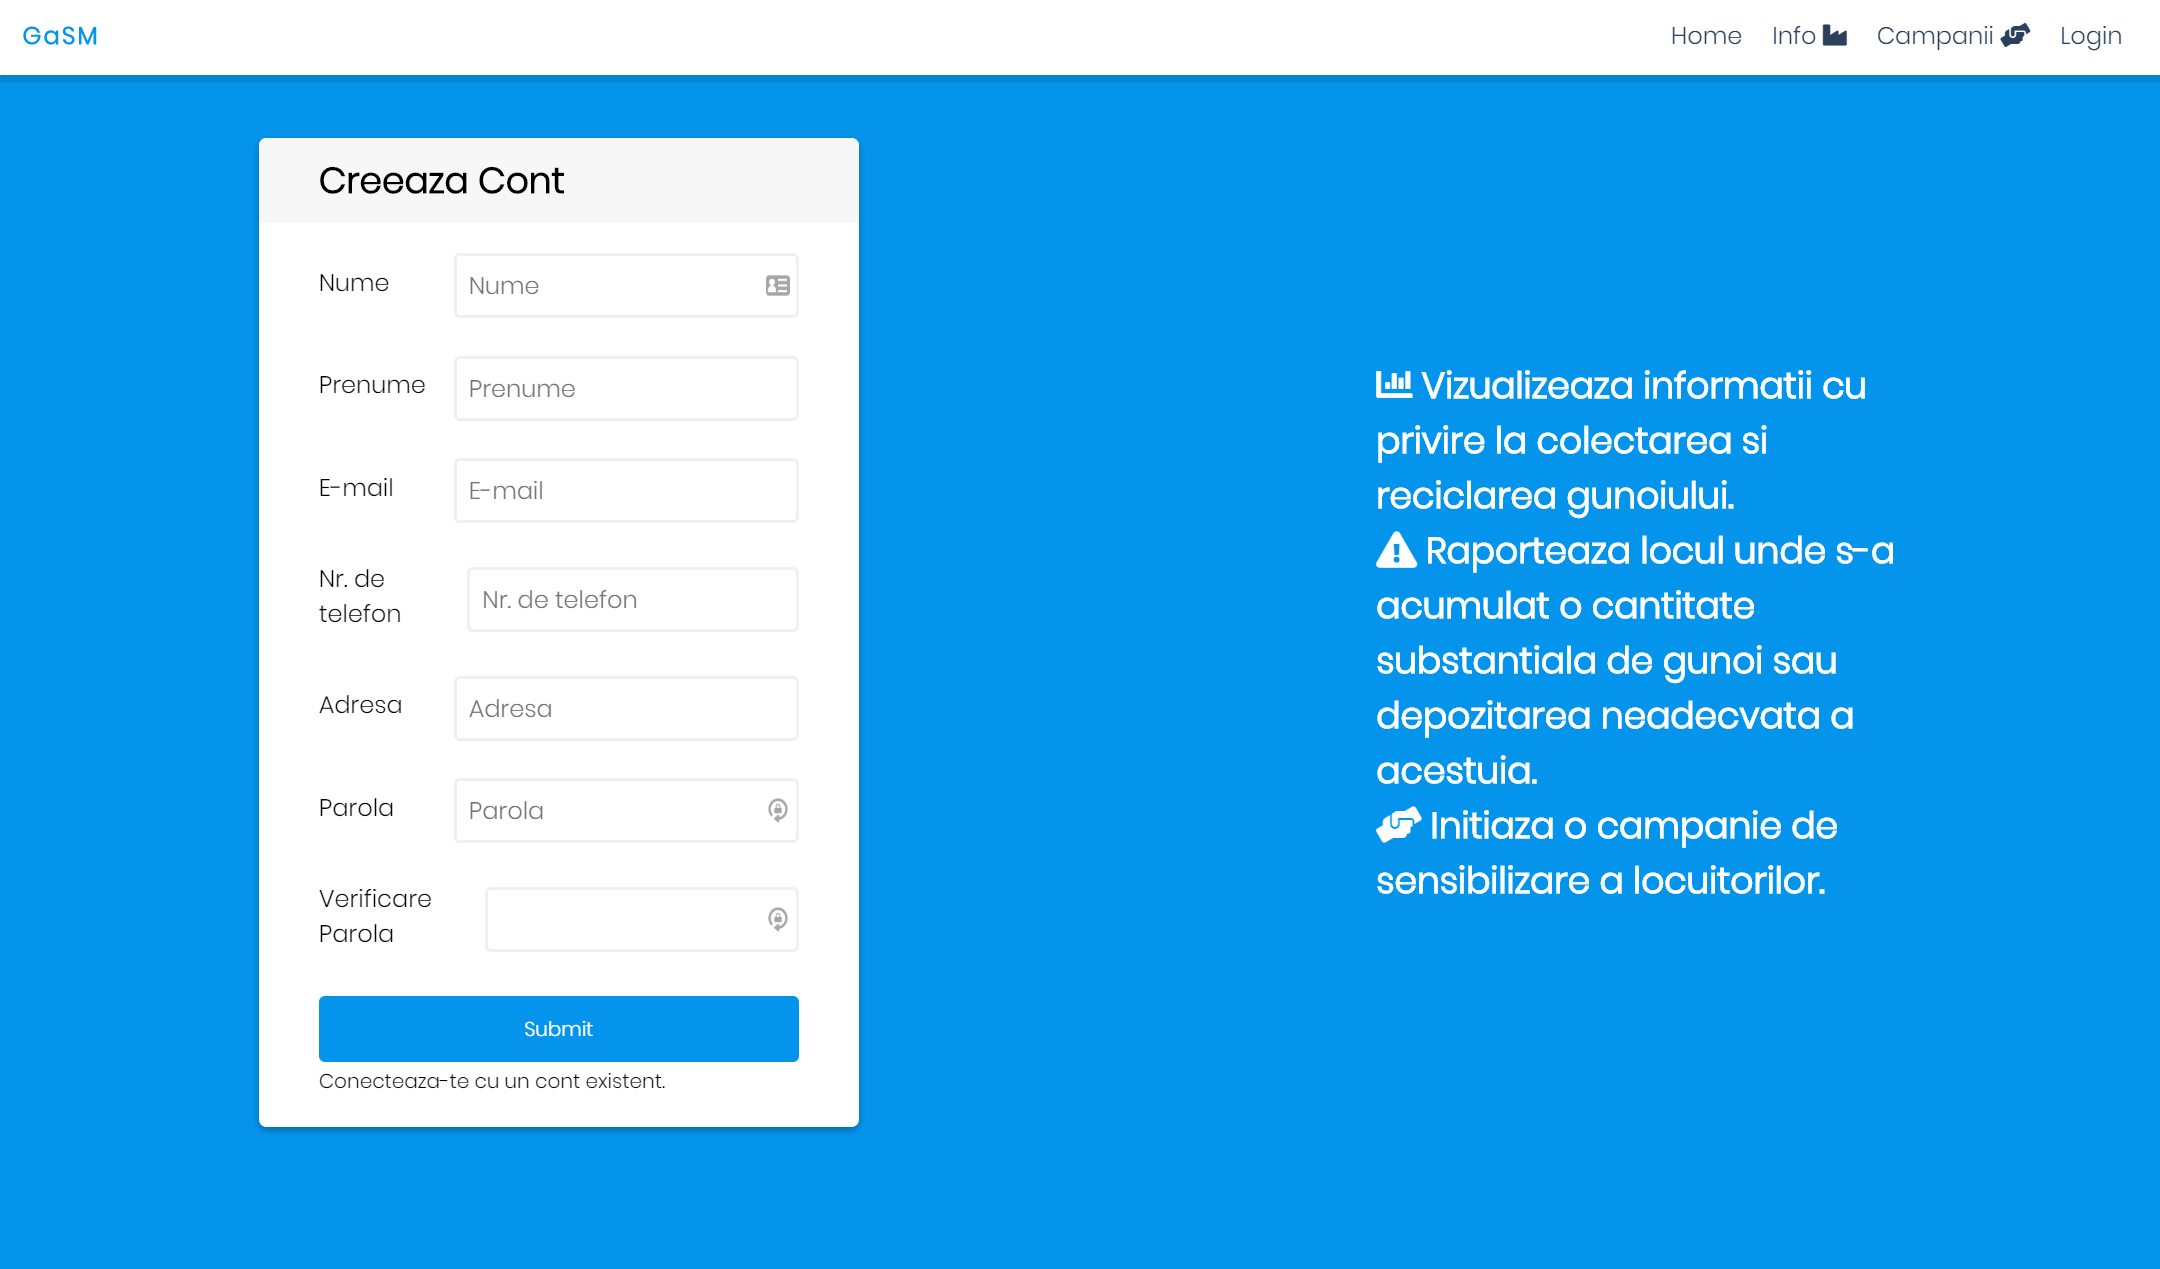 GaSM
Home Info Campanii Login
Creeaza Cont
Nume Nume
Prenume Prenume
E-mail E-mail
Nr. de
telefon
Nr. de telefon
Adresa Adresa
Parola Parola
Verificare
Parola
Submit
Conecteaza-te cu un cont existent.
Vizualizeaza informatii cu
privire la colectarea si
reciclarea gunoiului.
Raporteaza locul unde s-a
acumulat o cantitate
substantiala de gunoi sau
depozitarea neadecvata a
acestuia.
Initiaza o campanie de
sensibilizare a locuitorilor.